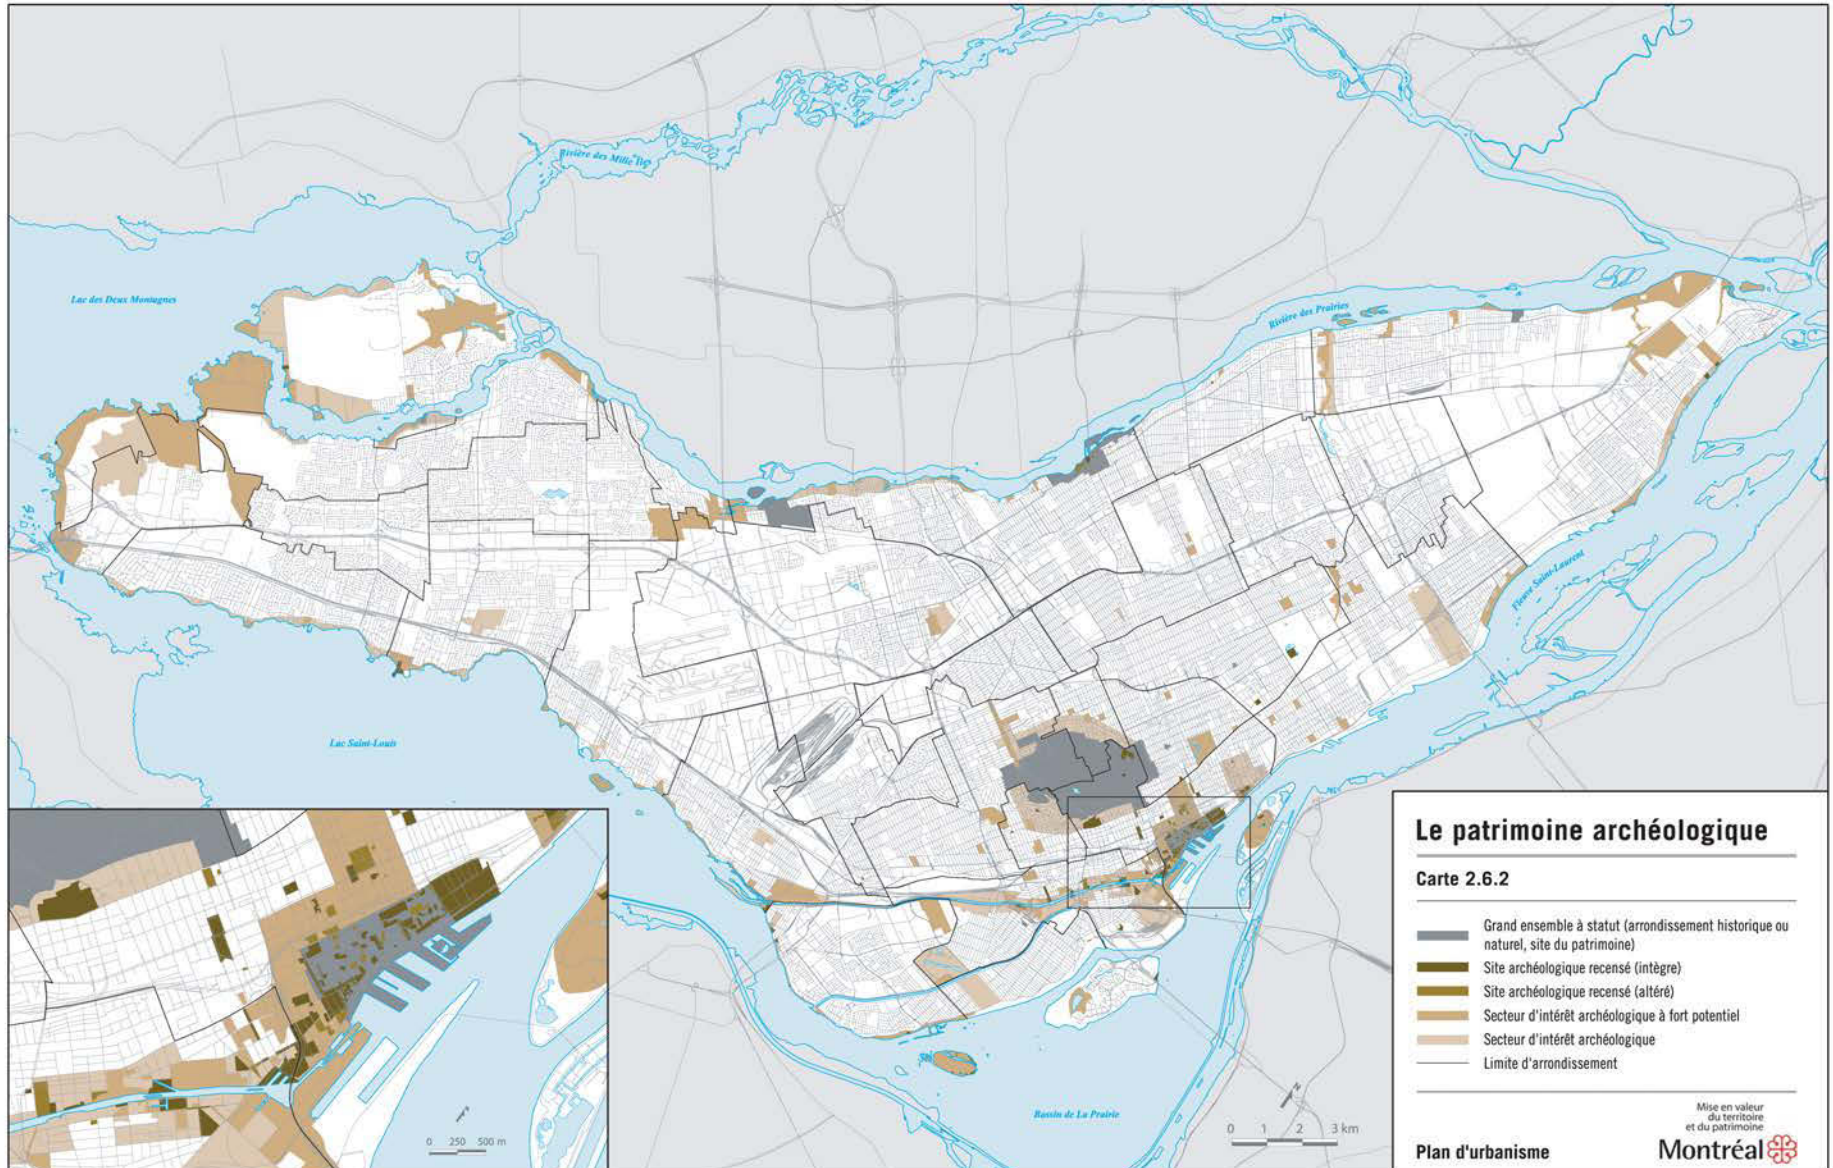 Rivière des Mille Îles
Lac des Deux Montagnes
Rivière des Prairies
Fleuve Saint-Laurent
Lac Saint-Louis
Bassin de La Prairie
N
0 250 500 m
N
0 1 2 3 km
Le patrimoine archéologique
Carte 2.6.2
Grand ensemble à statut (arrondissement historique ou
naturel, site du patrimoine)
Site archéologique recensé (intègre)
Site archéologique recensé (altéré)
Secteur d'intérêt archéologique à fort potentiel
Secteur d'intérêt archéologique
Limite d'arrondissement
Mise en valeur
du territoire
et du patrimoine
Plan d'urbanisme
Montréal